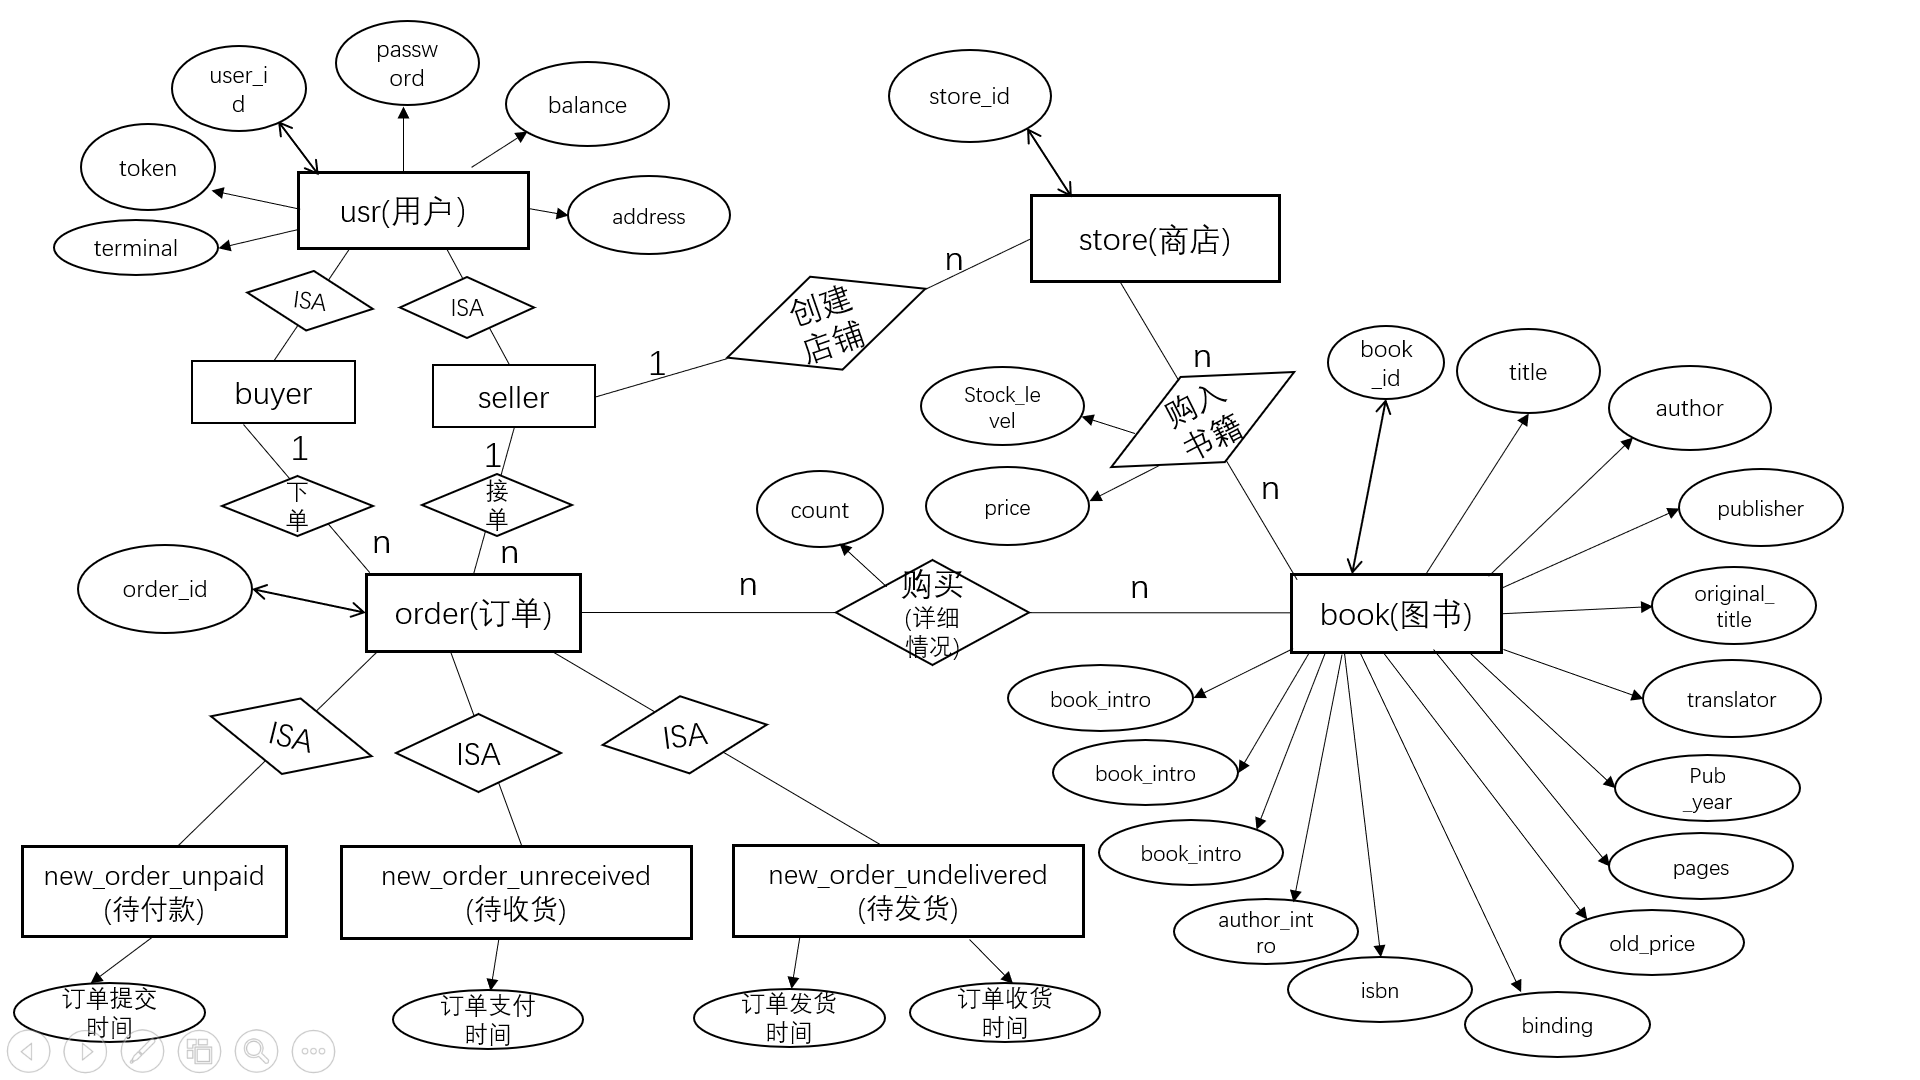 passw
ord
user_i
d
balance
store_id
token
usr(用户)
address
terminal
store(商店)
n
ISA
ISA
创建
店铺
1
book
_id
title
n
buyer
seller
Stock_le
vel
购入
书籍
author
1
1
下
单
接
单
n
count
price
publisher
n
n
order_id
order(订单)
n
购买
(详细
情况)
n
book(图书)
original_
title
book_intro
translator
ISA
ISA
ISA
book_intro
Pub
_year
book_intro
pages
new_order_unpaid
(待付款)
new_order_unreceived
(待收货)
new_order_undelivered
(待发货)
author_int
ro
old_price
订单提交
时间
订单支付
时间
订单发货
时间
订单收货
时间
isbn
binding